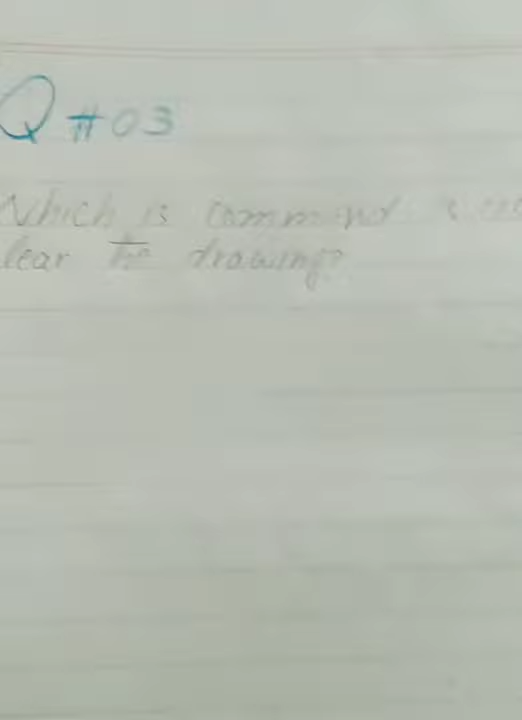 Q #03
Which is command
lear the drawing?